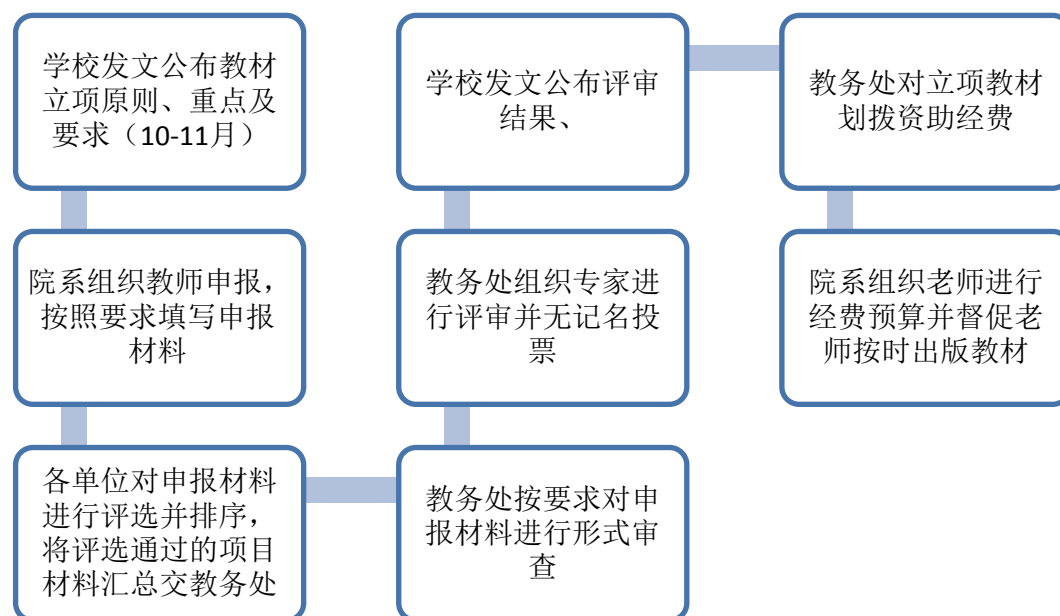 学校发文公布教材
立项原则、重点及
要求（10-11月）
院系组织教师申报，
按照要求填写申报
材料
各单位对申报材料
进行评选并排序，
将评选通过的项目
材料汇总交教务处
教务处按要求对申
报材料进行形式审
查
教务处组织专家进
行评审并无记名投
票
学校发文公布评审
结果、
教务处对立项教材
划拨资助经费
院系组织老师进行
经费预算并督促老
师按时出版教材